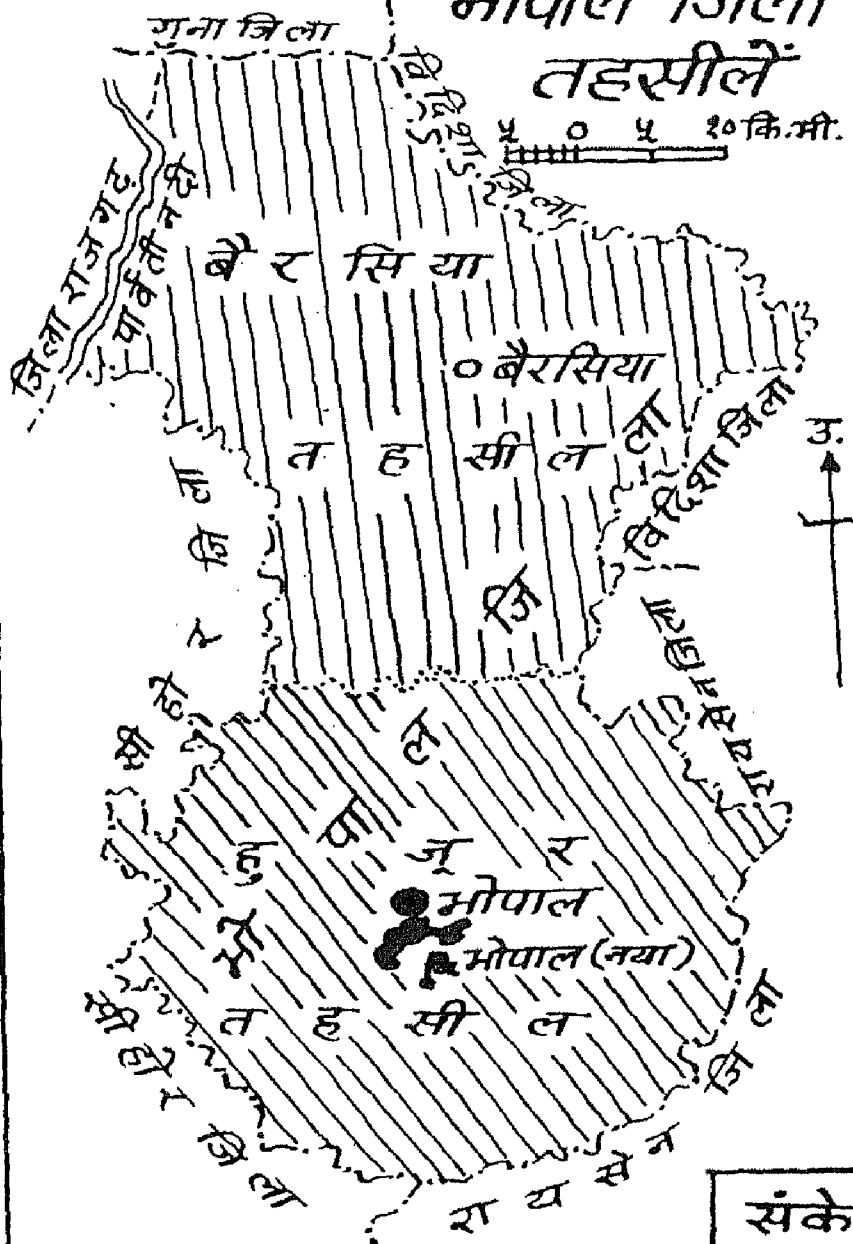 भोपाल जिला
तहसीलें
५ ० ५ १० कि.मी.
गुना जिला
विदिशा जिला
जिला राजगढ़
पार्वती नदी
बैरसिया
बैरसिया
तहसील
विदिशा जिला
उ.
सीहोर जिला
रायसेन जिला
भोपाल जिला
हुजूर
भोपाल
भोपाल (नया)
तहसील
सीहोर जिला
रायसेन जिला
संके